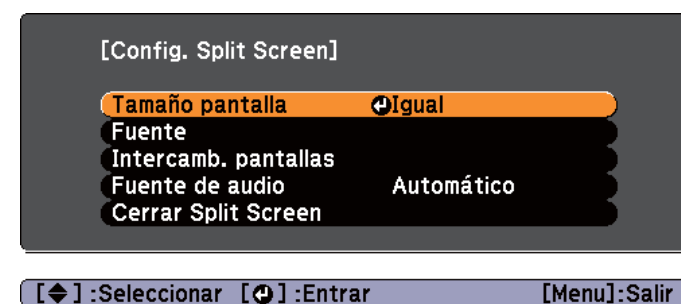 [Config. Split Screen]
Tamaño pantalla Igual
Fuente
Intercamb. pantallas
Fuente de audio Automático
Cerrar Split Screen
[ ] :Seleccionar [ ] :Entrar [Menu]:Salir